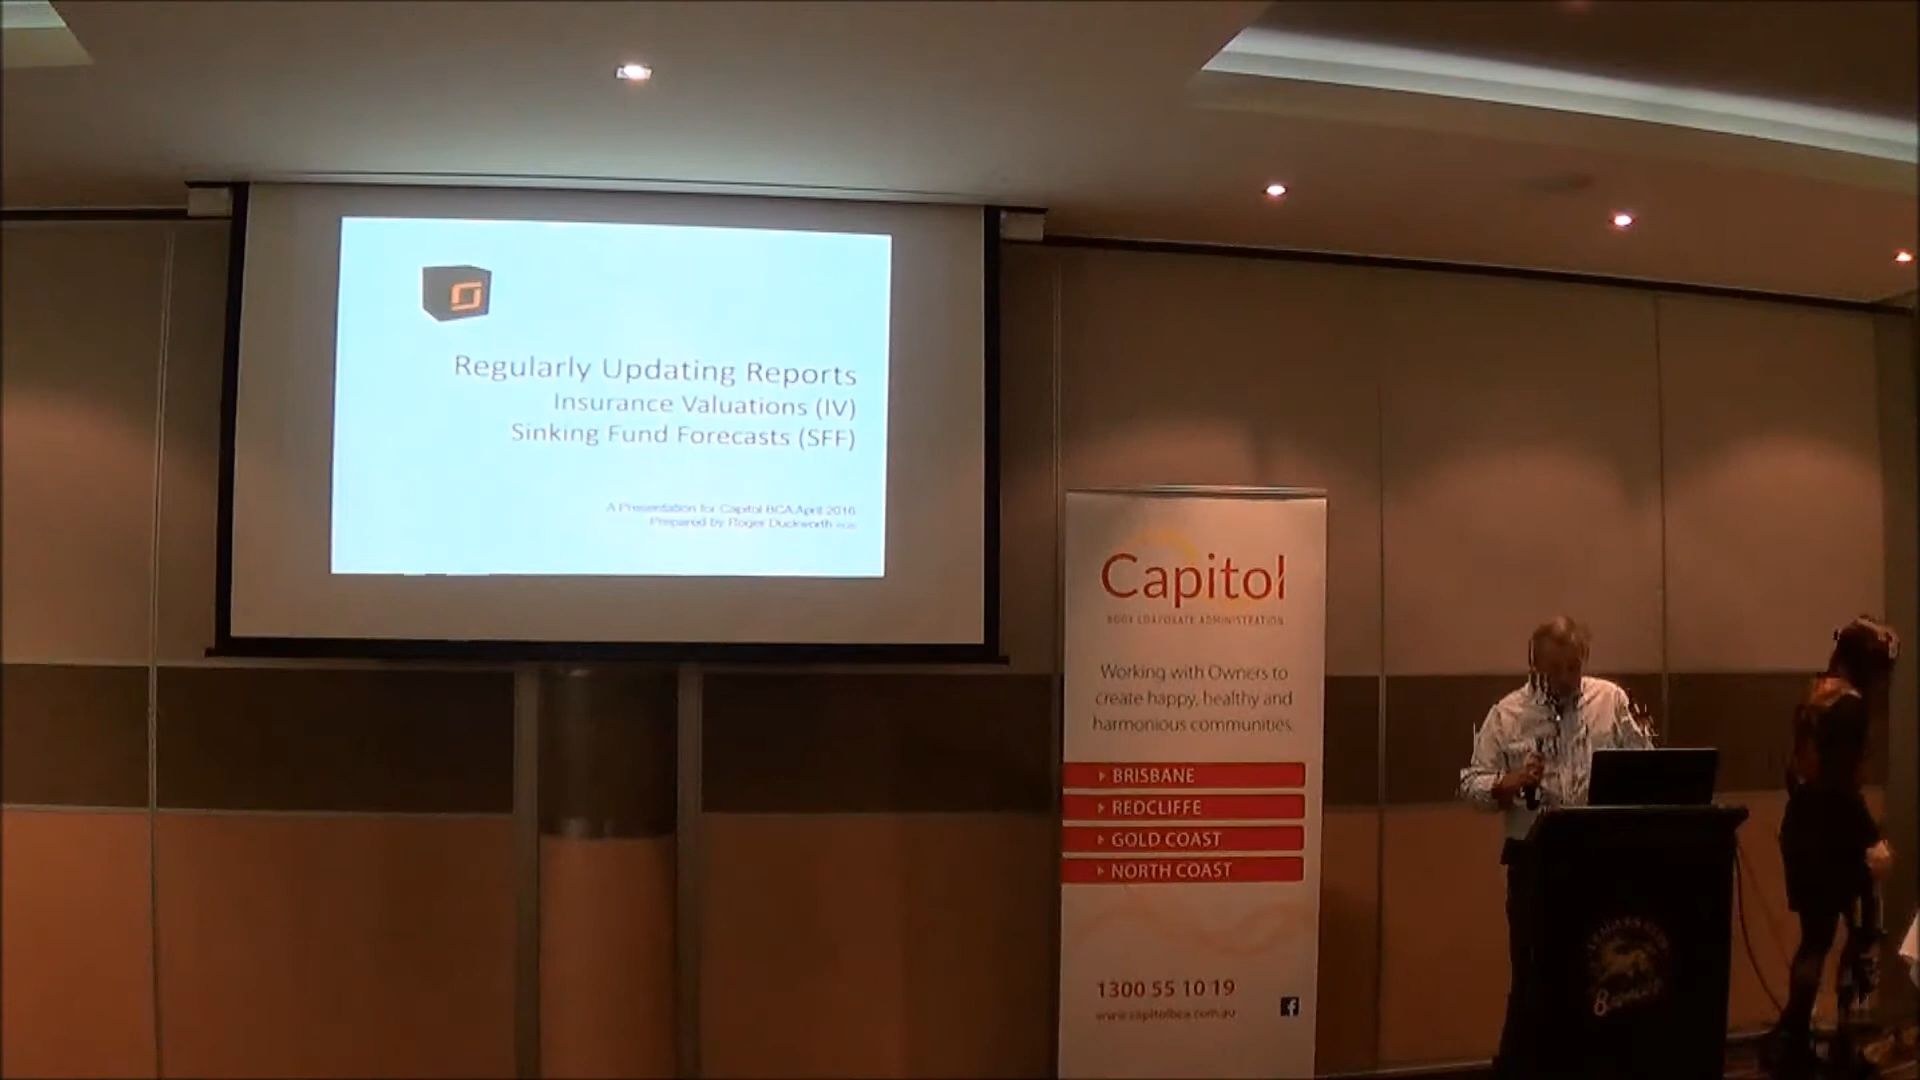 Regularly Updating Reports
Insurance Valuations (IV)
Sinking Fund Forecasts (SFF)
A Presentation for Capitol BCA April 2016
Prepared by Roger Duckworth
Capitol
BODY CORPORATE ADMINISTRATION
Working with Owners to
create happy, healthy and
harmonious communities.
BRISBANE
REDCLIFFE
GOLD COAST
NORTH COAST
1300 55 10 19
www.capitolbca.com.au
f